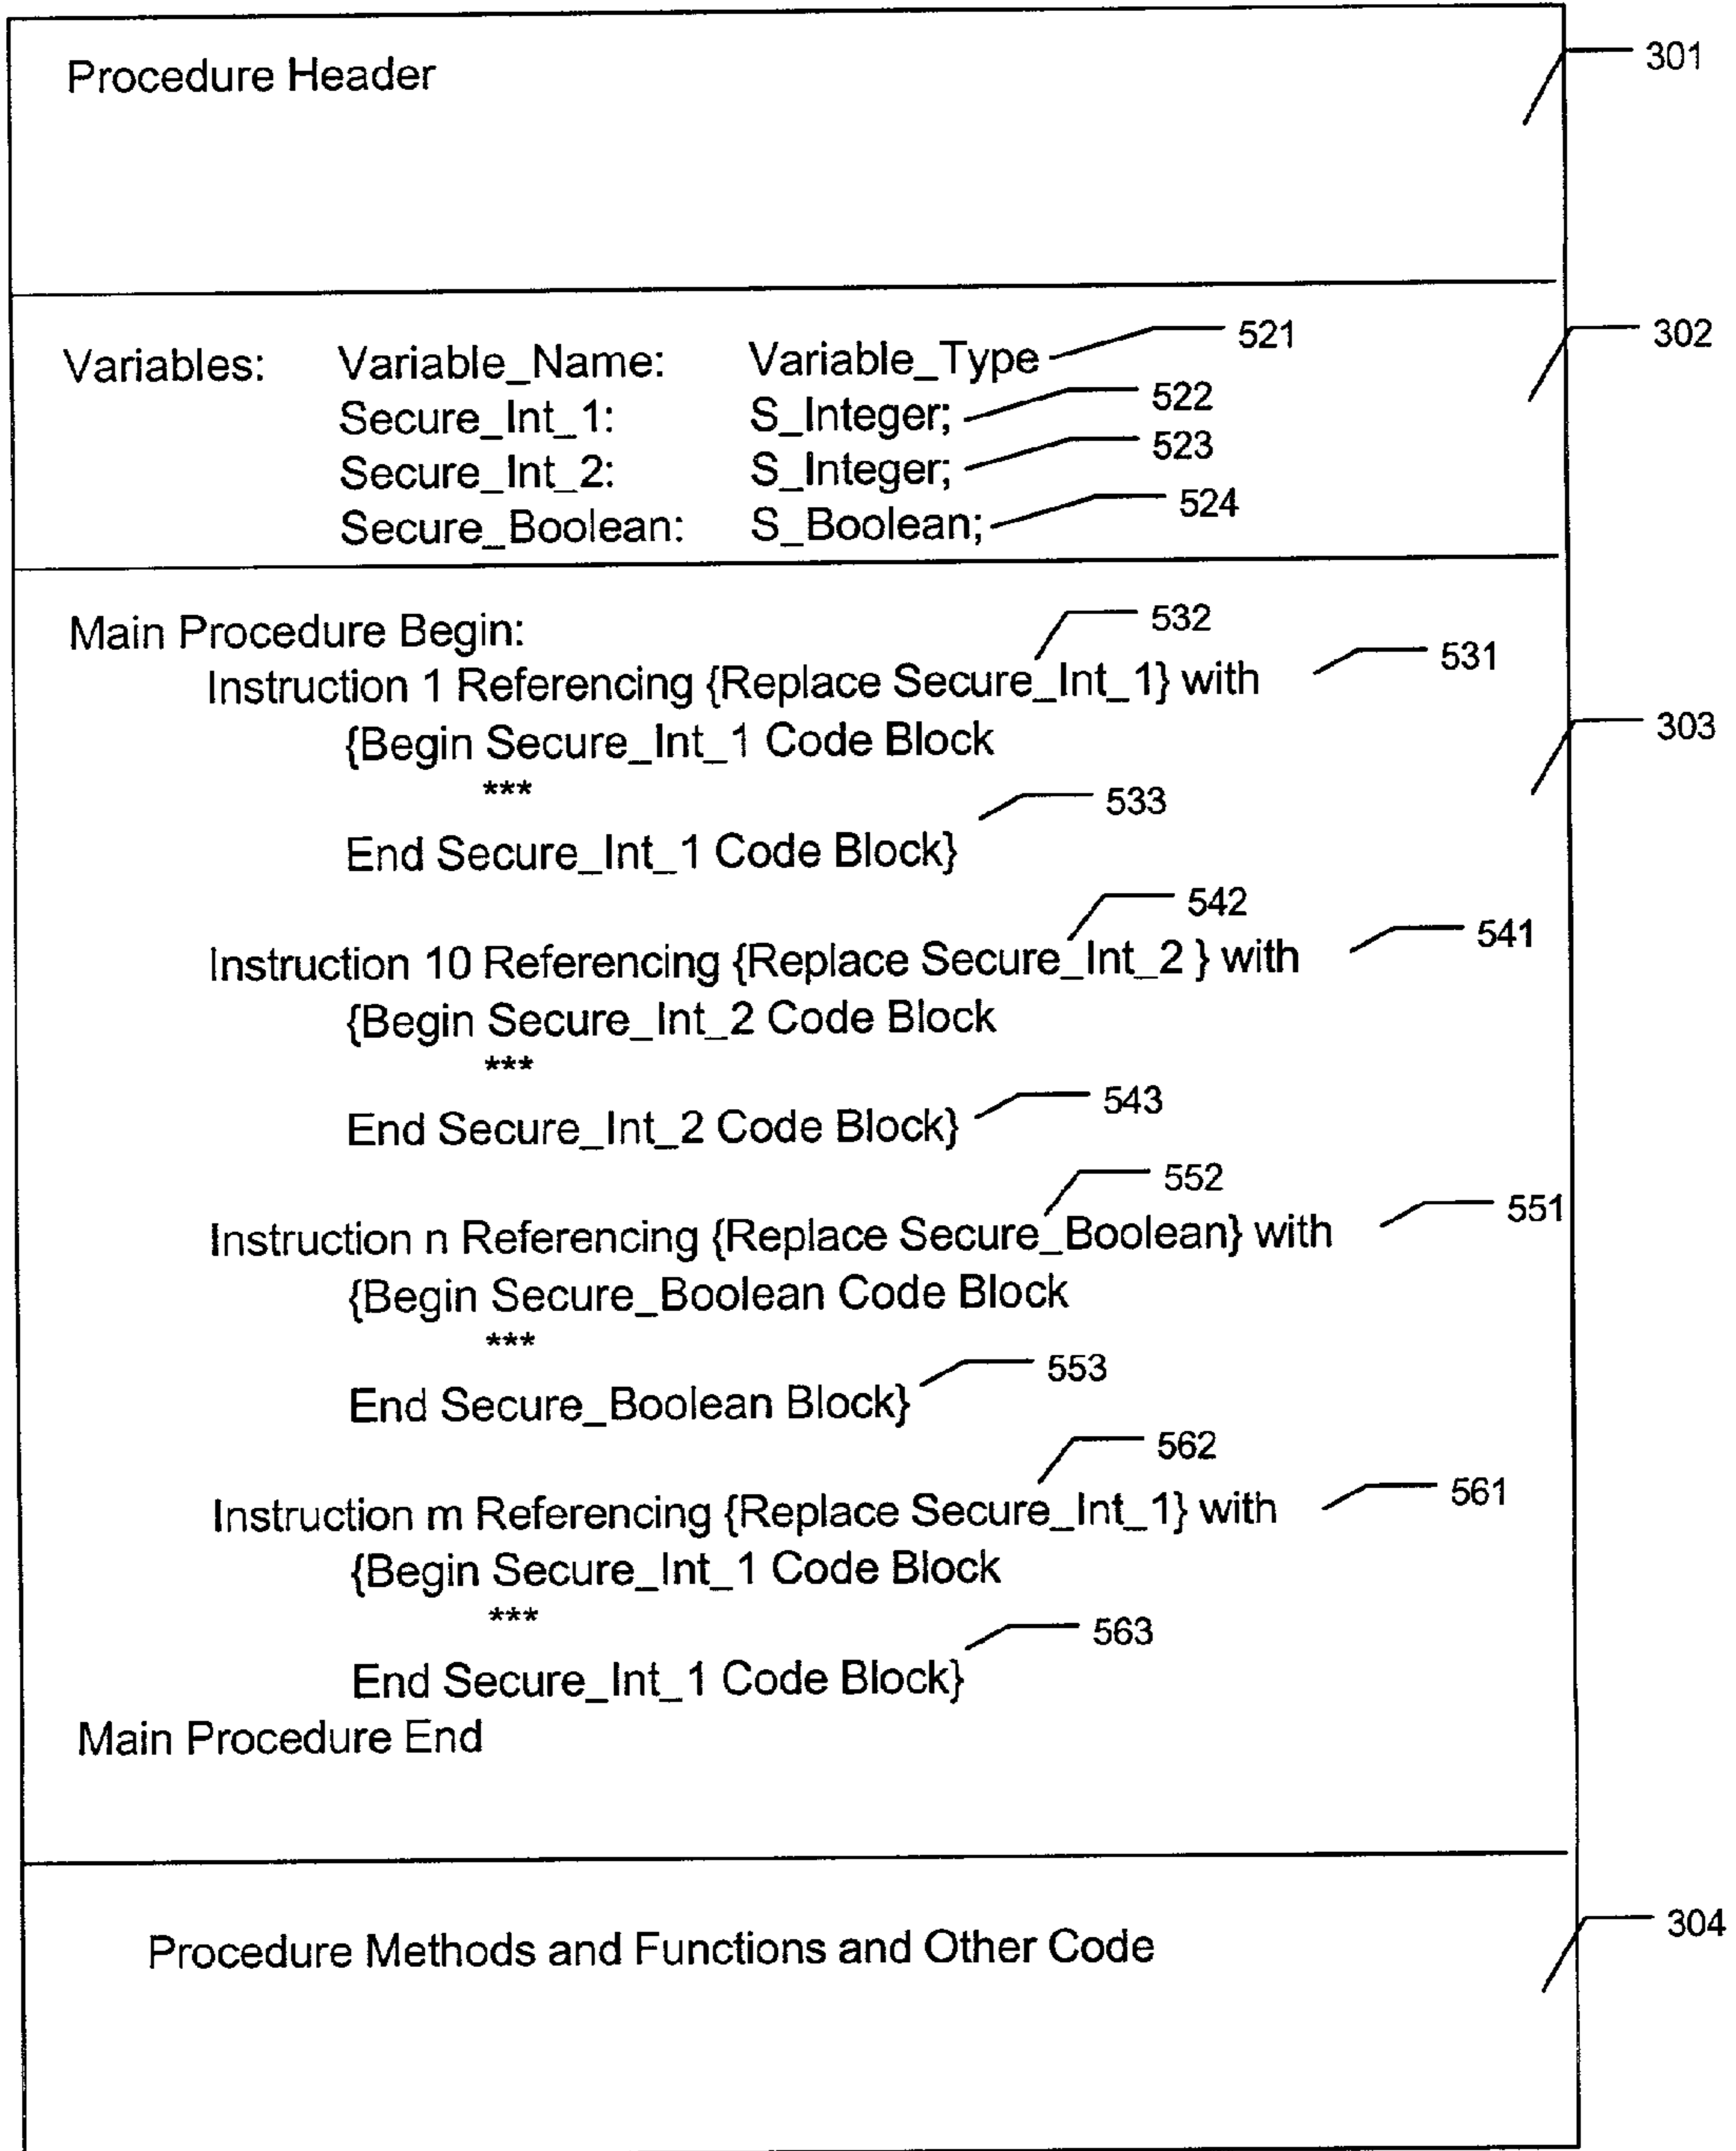 Procedure Header 301
Variables: Variable_Name: Variable_Type 521 302
Secure_Int_1: S_Integer; 522
Secure_Int_2: S_Integer; 523
Secure_Boolean: S_Boolean; 524
Main Procedure Begin: 532
Instruction 1 Referencing {Replace Secure_Int_1} with 531
{Begin Secure_Int_1 Code Block 303
*** 533
End Secure_Int_1 Code Block}
542
Instruction 10 Referencing {Replace Secure_Int_2 } with 541
{Begin Secure_Int_2 Code Block
***
End Secure_Int_2 Code Block} 543
552
Instruction n Referencing {Replace Secure_Boolean} with 551
{Begin Secure_Boolean Code Block
***
End Secure_Boolean Block} 553
562
Instruction m Referencing {Replace Secure_Int_1} with 561
{Begin Secure_Int_1 Code Block
***
End Secure_Int_1 Code Block} 563
Main Procedure End
Procedure Methods and Functions and Other Code 304